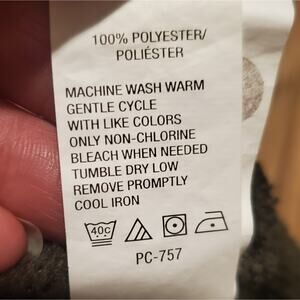 100% POLYESTER/
POLIÉSTER
MACHINE WASH WARM
GENTLE CYCLE
WITH LIKE COLORS
ONLY NON-CHLORINE
BLEACH WHEN NEEDED
TUMBLE DRY LOW
REMOVE PROMPTLY
COOL IRON
40C
PC-757